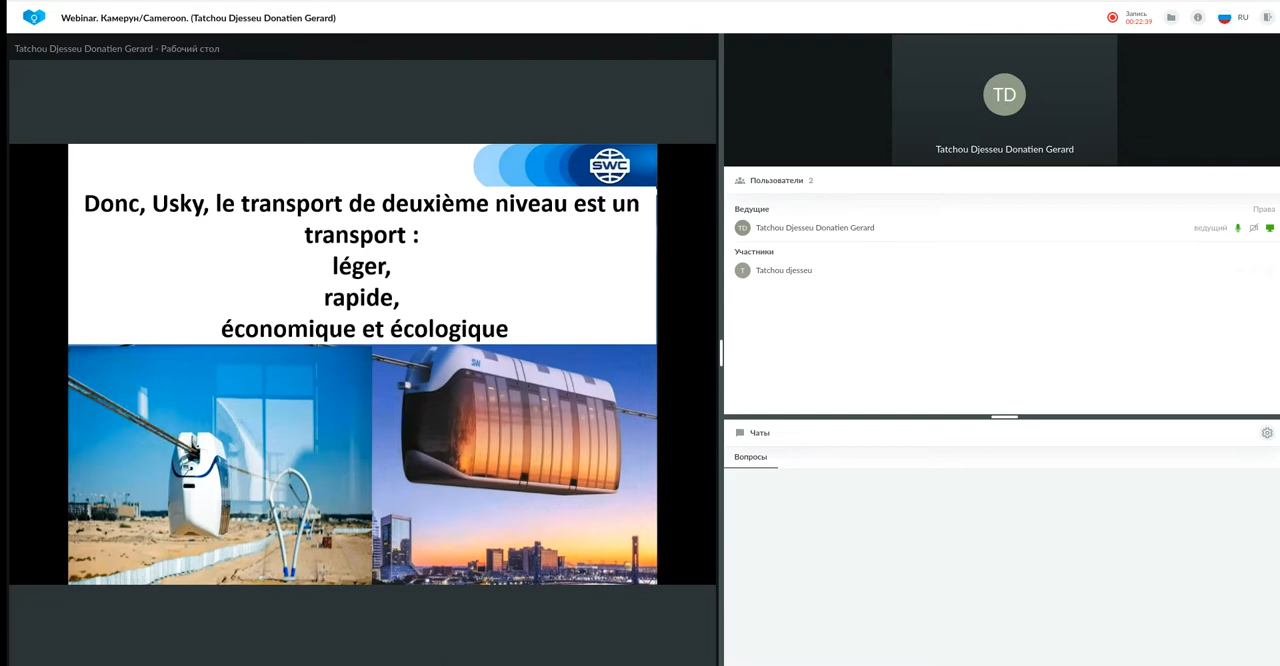 Webinar. Камерун/Cameroon. (Tatchou Djesseu Donatien Gerard)
Запись
00:22:39
RU
Tatchou Djesseu Donatien Gerard - Рабочий стол
SWC
Donc, Usky, le transport de deuxième niveau est un
transport :
léger,
rapide,
économique et écologique
SW
TD
Tatchou Djesseu Donatien Gerard
Пользователи 2
Ведущие
Права
TD Tatchou Djesseu Donatien Gerard
ведущий
Участники
T Tatchou djesseu
Чаты
Вопросы